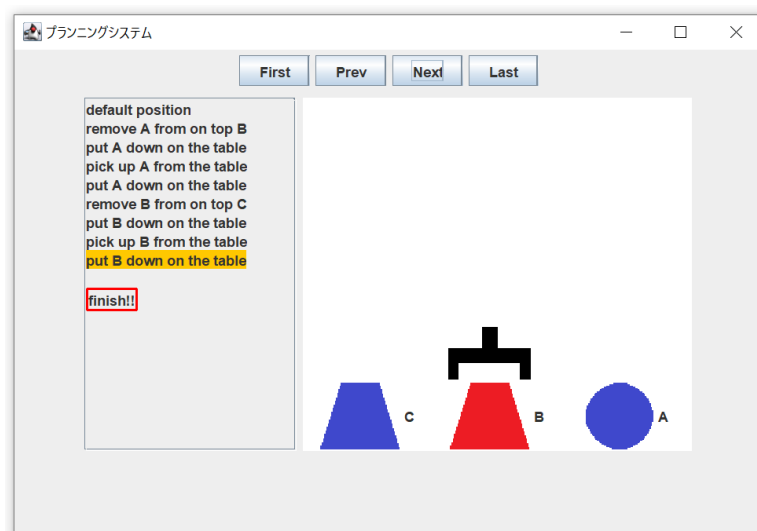 プランニングシステム
First Prev Next Last
default position
remove A from on top B
put A down on the table
pick up A from the table
put A down on the table
remove B from on top C
put B down on the table
pick up B from the table
put B down on the table
finish!!
C B A